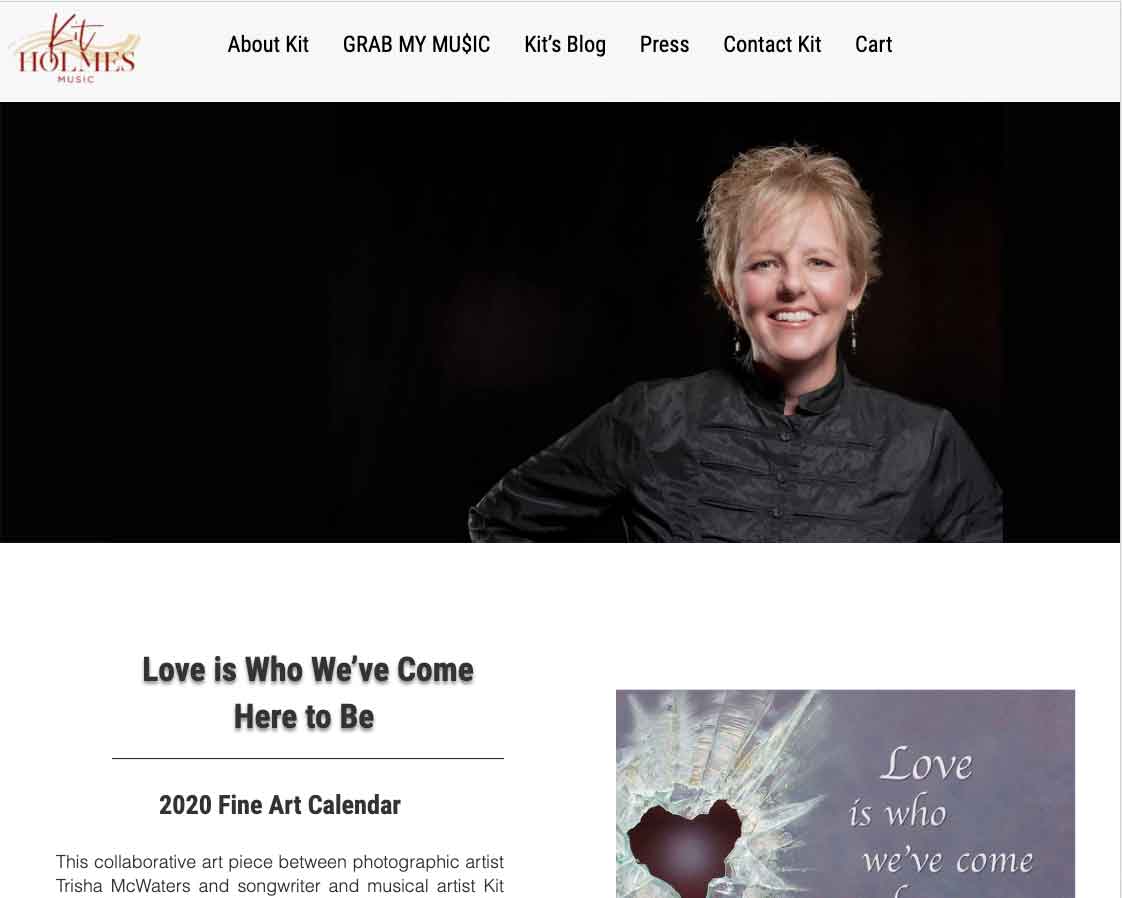 Kit
HOLMES
MUSIC
About Kit GRAB MY MU$IC Kit’s Blog Press Contact Kit Cart
Love is Who We’ve Come
Here to Be
2020 Fine Art Calendar
This collaborative art piece between photographic artist
Trisha McWaters and songwriter and musical artist Kit
Love
is who
we’ve come